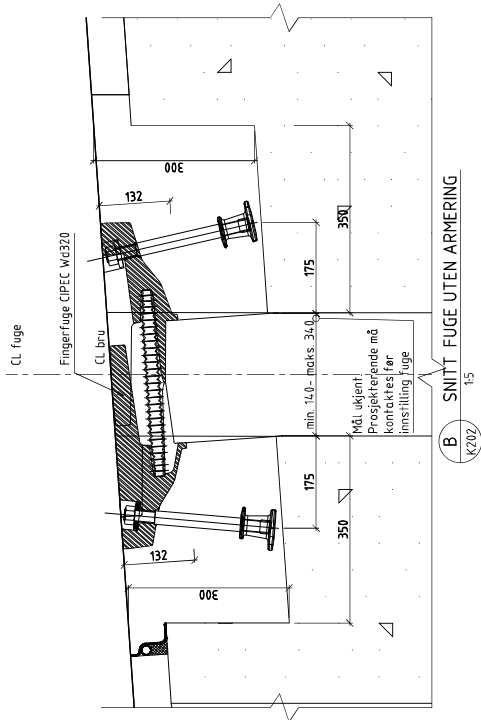 CL fuge
Fingerfuge CIPEC Wd320
CL bru
300
132
350
175
min. 140- maks. 340
Mål ukjent.
Prosjekterende må
kontaktes før
innstilling fuge
175
350
132
300
B
K202
SNITT FUGE UTEN ARMERING
1:5